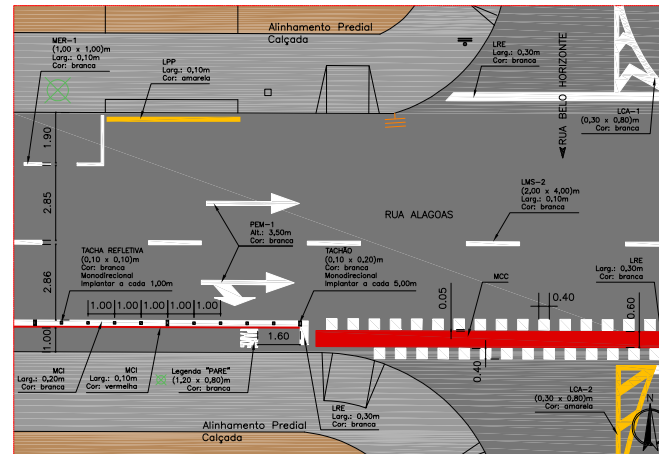 Alinhamento Predial
Calçada
MER-1
(1,00 x 1,00)m
Larg.: 0,10m
Cor: branca
LPP
Larg.: 0,10m
Cor: amarela
LRE
Larg.: 0,30m
Cor: branca
RUA BELO HORIZONTE
LCA-1
(0,30 x 0,80)m
Cor: branca
1.90
2.85
2.86
1.00
PEM-1
Alt.: 3,50m
Cor: branca
RUA ALAGOAS
LMS-2
(2,00 x 4,00)m
Larg.: 0,10m
Cor: branca
TACHA REFLETIVA
(0,10 x 0,10)m
Cor: branca
Monodirecional
Implantar a cada 1,00m
TACHÃO
(0,10 x 0,20)m
Cor: branca
Monodirecional
Implantar a cada 5,00m
MCC
LRE
Larg.: 0,30m
Cor: branca
1.00 1.00 1.00 1.00 1.00
0.05
0.40
0.60
1.60
0.40
PARE
MCI
Larg.: 0,20m
Cor: branca
MCI
Larg.: 0,10m
Cor: vermelha
Legenda "PARE"
(1,20 x 0,80)m
Cor: branca
LRE
Larg.: 0,30m
Cor: branca
LCA-2
(0,30 x 0,80)m
Cor: amarela
N
Alinhamento Predial
Calçada